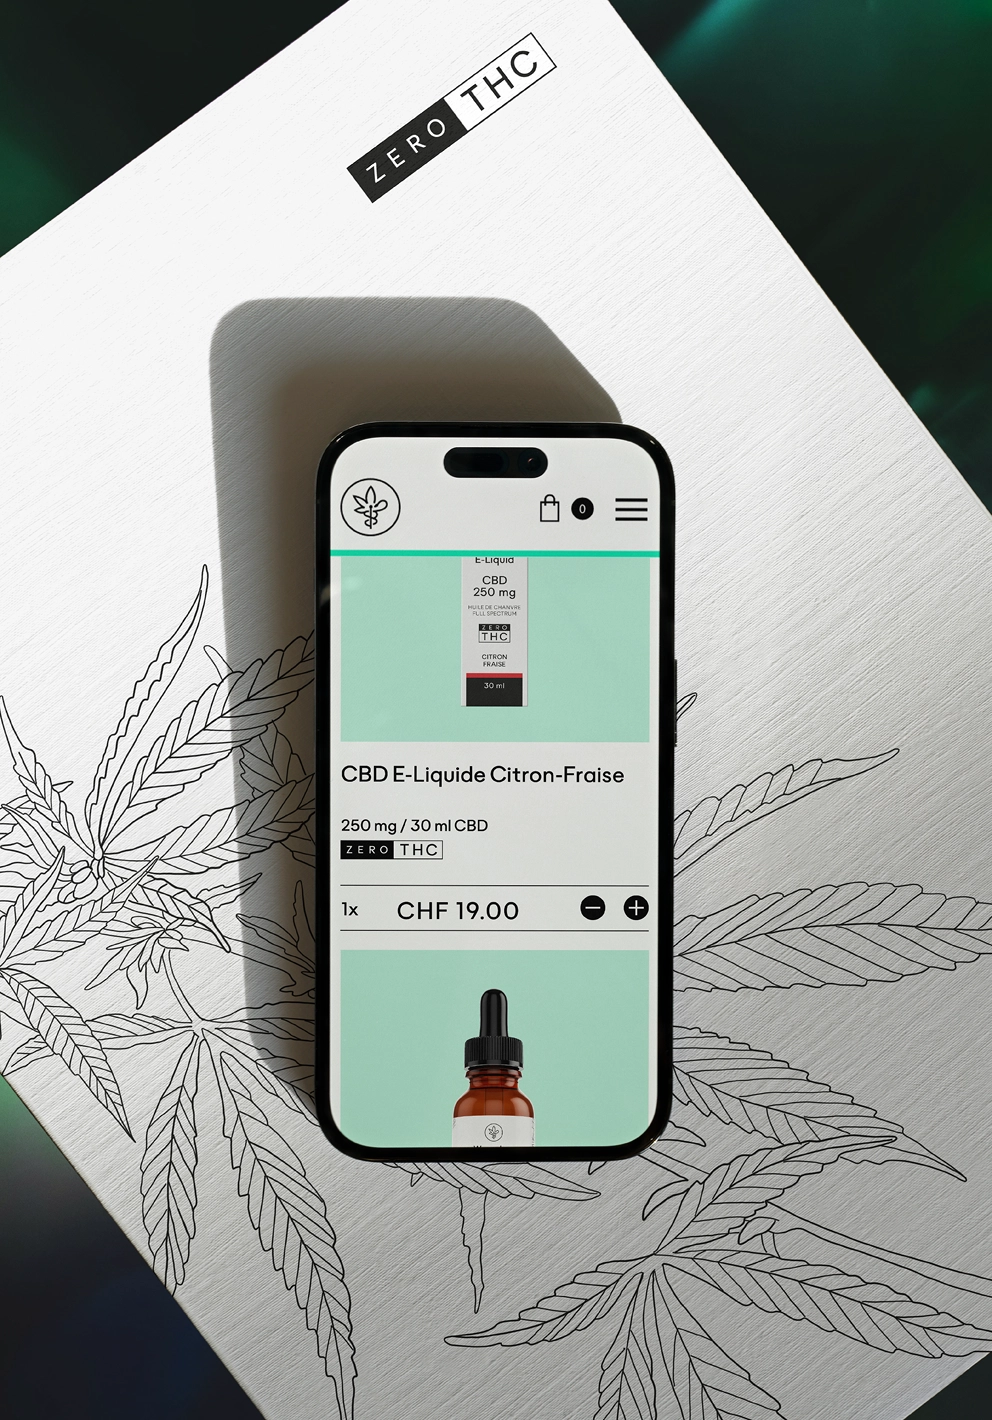 ZERO THC
0
E-Liquid
CBD
250 mg
HUILE DE CHANVRE
FULL SPECTRUM
ZERO
THC
CITRON
FRAISE
30 ml
CBD E-Liquide Citron-Fraise
250 mg / 30 ml CBD
ZERO THC
1x CHF 19.00